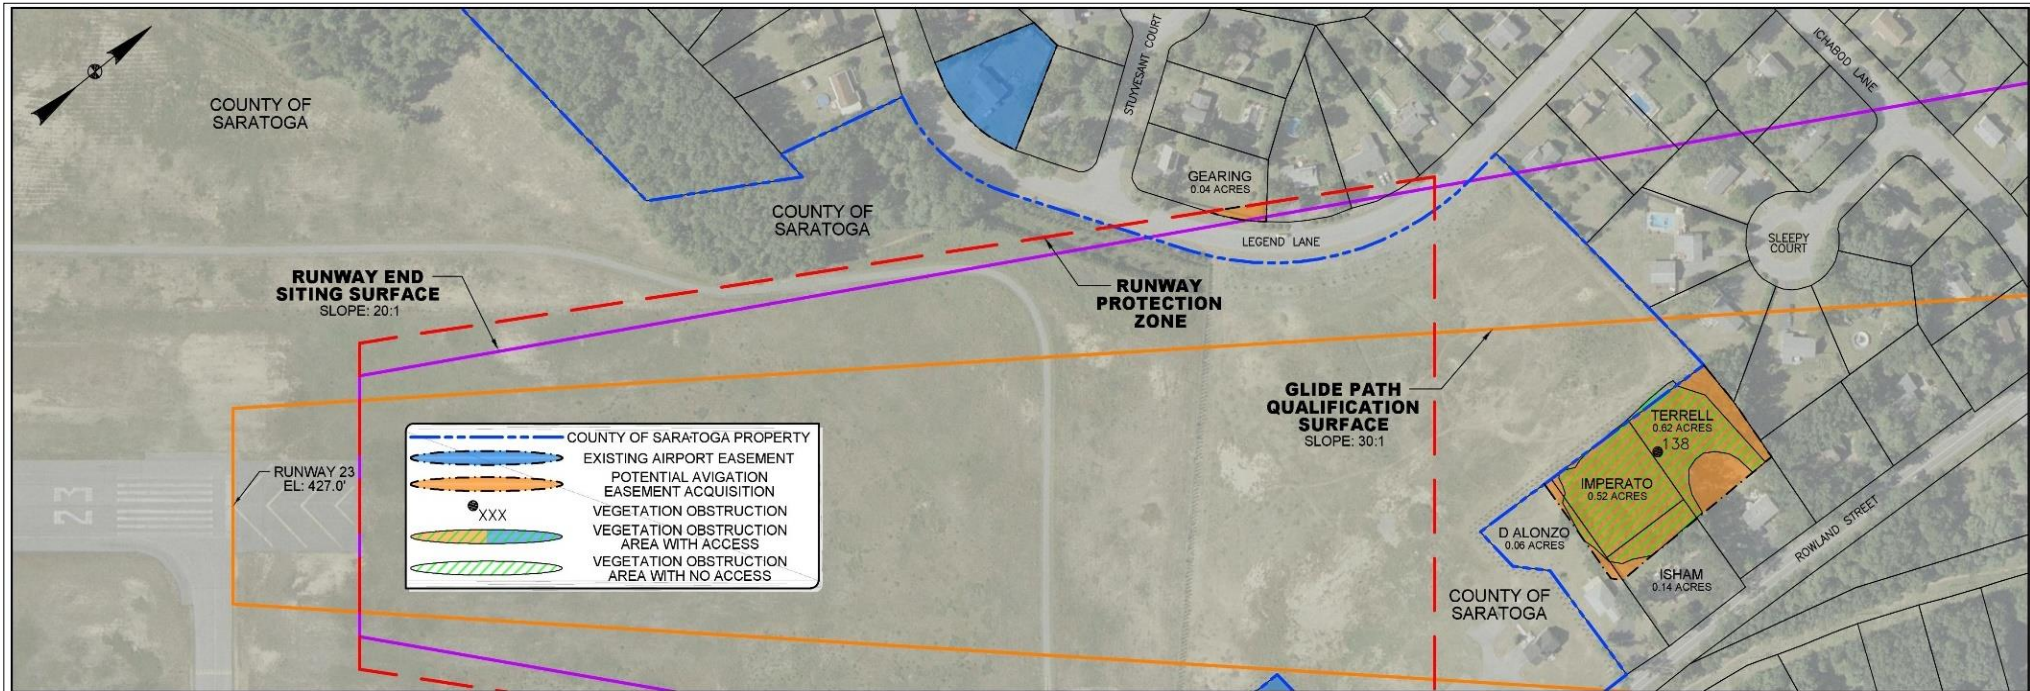 COUNTY OF
SARATOGA
STUYVESANT COURT
ICHABOD LANE
GEARING
0.04 ACRES
COUNTY OF
SARATOGA
LEGEND LANE
SLEEPY
COURT
RUNWAY END
SITING SURFACE
SLOPE: 20:1
RUNWAY
PROTECTION
ZONE
GLIDE PATH
QUALIFICATION
SURFACE
SLOPE: 30:1
TERRELL
0.62 ACRES
138
IMPERATO
0.52 ACRES
RUNWAY 23
EL: 427.0'
23
COUNTY OF SARATOGA PROPERTY
EXISTING AIRPORT EASEMENT
POTENTIAL AVIGATION
EASEMENT ACQUISITION
XXX
VEGETATION OBSTRUCTION
VEGETATION OBSTRUCTION
AREA WITH ACCESS
VEGETATION OBSTRUCTION
AREA WITH NO ACCESS
D ALONZO
0.06 ACRES
ROWLAND STREET
ISHAM
0.14 ACRES
COUNTY OF
SARATOGA